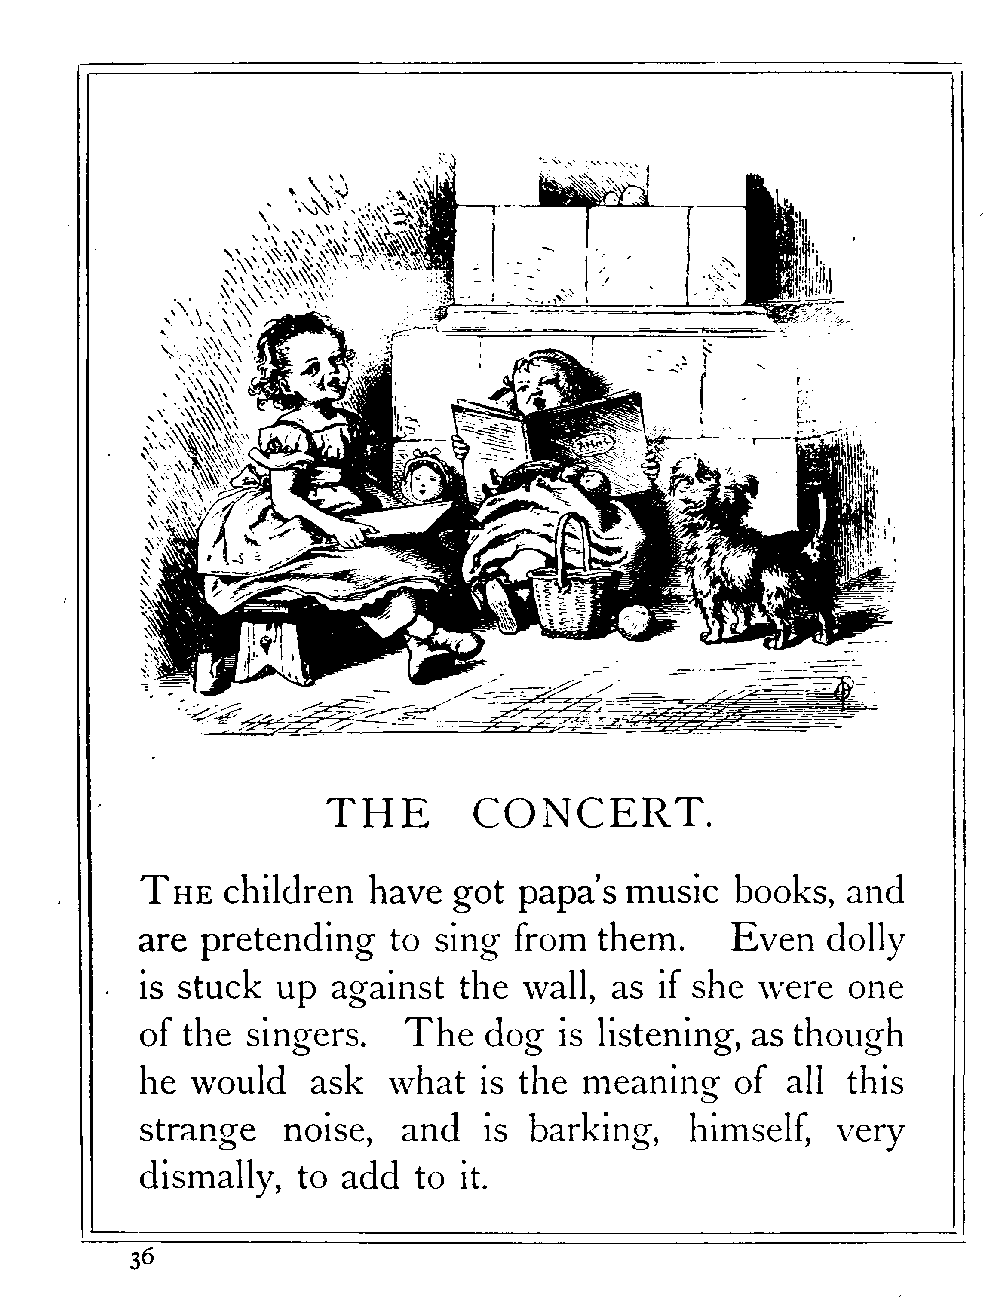 THE CONCERT.
THE children have got papa's music books, and
are pretending to sing from them. Even dolly
is stuck up against the wall, as if she were one
of the singers. The dog is listening, as though
he would ask what is the meaning of all this
strange noise, and is barking, himself, very
dismally, to add to it.
36